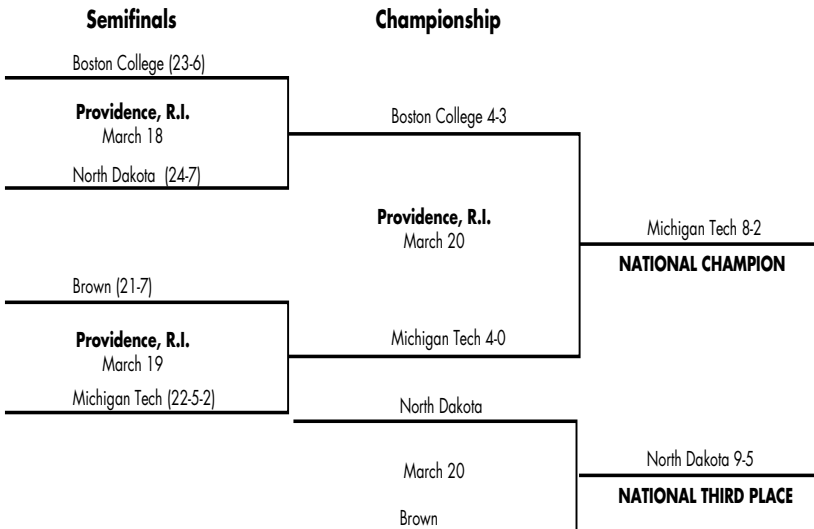 Semifinals
Championship
Boston College (23-6)
Providence, R.I.
March 18
North Dakota (24-7)
Boston College 4-3
Providence, R.I.
March 20
Michigan Tech 8-2
NATIONAL CHAMPION
Brown (21-7)
Providence, R.I.
March 19
Michigan Tech (22-5-2)
Michigan Tech 4-0
North Dakota
March 20
Brown
North Dakota 9-5
NATIONAL THIRD PLACE